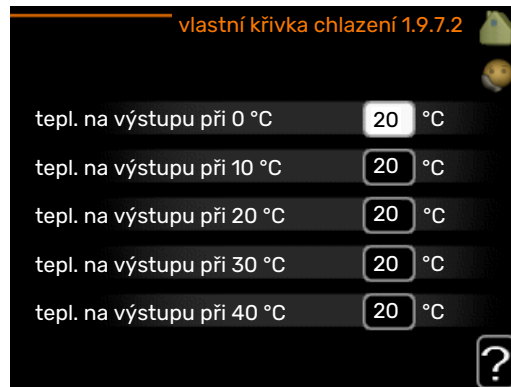 vlastní křivka chlazení 1.9.7.2
tepl. na výstupu při 0 °C 20 °C
tepl. na výstupu při 10 °C 20 °C
tepl. na výstupu při 20 °C 20 °C
tepl. na výstupu při 30 °C 20 °C
tepl. na výstupu při 40 °C 20 °C
?